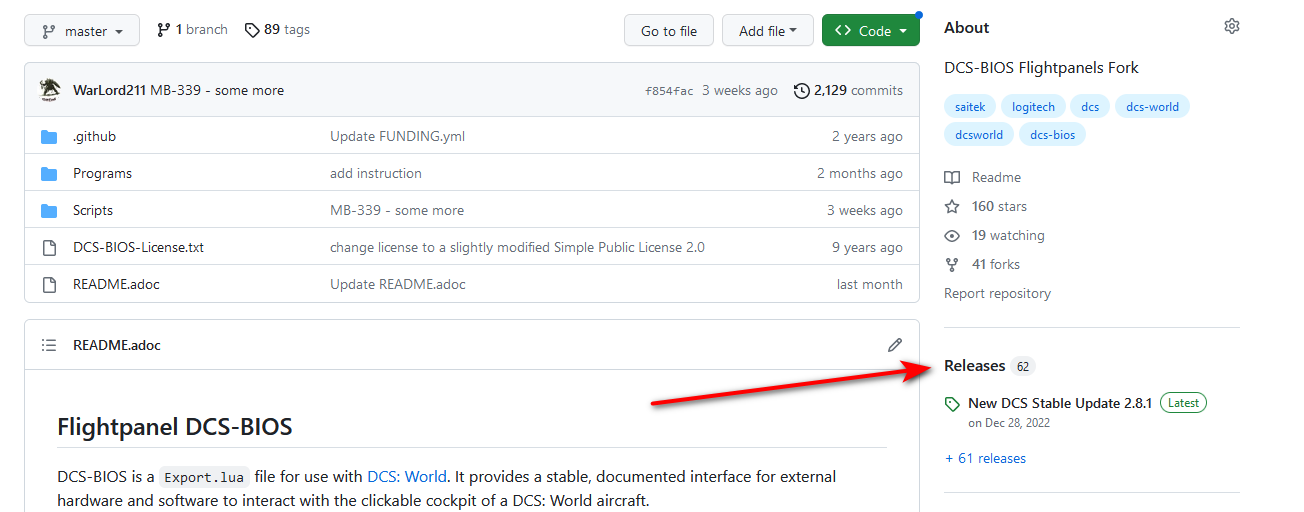 master 1 branch 89 tags Go to file Add file Code
WarLord211 MB-339 - some more f854fac 3 weeks ago 2,129 commits
.github Update FUNDING.yml 2 years ago
Programs add instruction 2 months ago
Scripts MB-339 - some more 3 weeks ago
DCS-BIOS-License.txt change license to a slightly modified Simple Public License 2.0 9 years ago
README.adoc Update README.adoc last month
README.adoc
Flightpanel DCS-BIOS
DCS-BIOS is a Export.lua file for use with DCS: World. It provides a stable, documented interface for external
hardware and software to interact with the clickable cockpit of a DCS: World aircraft.
About
DCS-BIOS Flightpanels Fork
saitek logitech dcs dcs-world
dcsworld dcs-bios
Readme
160 stars
19 watching
41 forks
Report repository
Releases 62
New DCS Stable Update 2.8.1 Latest
on Dec 28, 2022
+ 61 releases